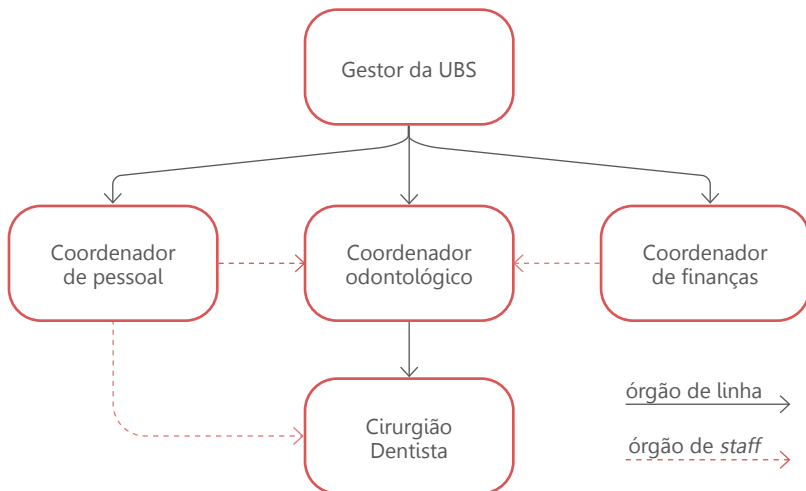 Gestor da UBS
Coordenador
de pessoal
Coordenador
odontológico
Coordenador
de finanças
Cirurgião
Dentista
órgão de linha
órgão de staff